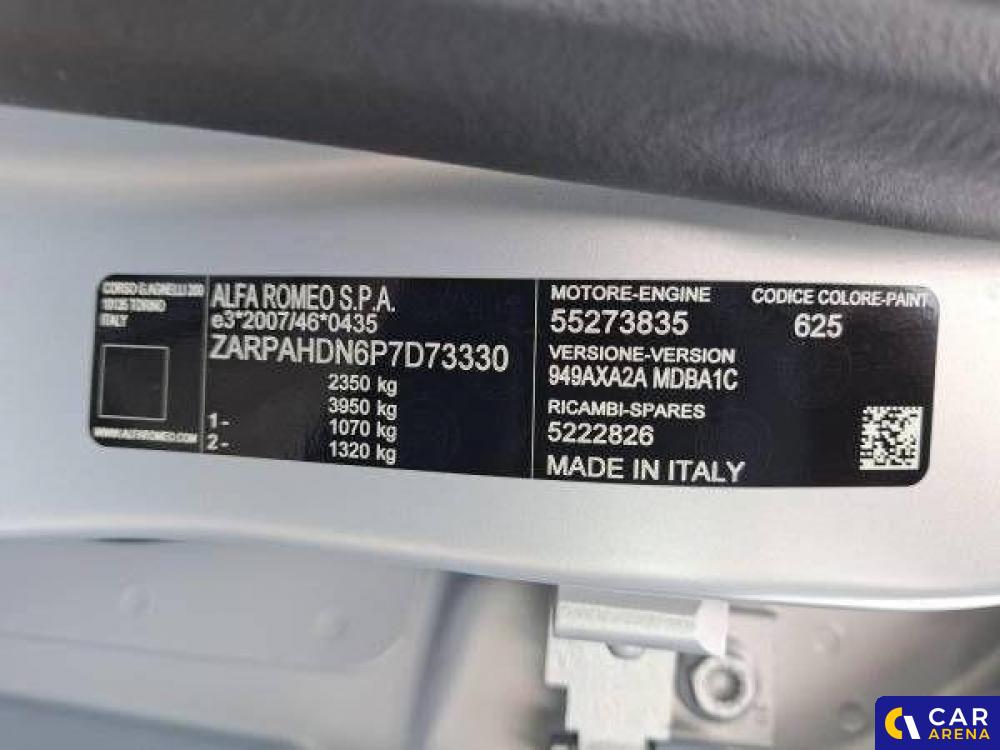 CORSO G.AGNELLI 200
10135 TORINO
ITALY
WWW.ALFAROMEO.COM
ALFA ROMEO S.P.A.
e3*2007/46*0435
ZARPAHDN6P7D73330
2350 kg
3950 kg
1- 1070 kg
2- 1320 kg
MOTORE-ENGINE
55273835
CODICE COLORE-PAINT
625
VERSIONE-VERSION
949AXA2A MDBA1C
RICAMBI-SPARES
5222826
MADE IN ITALY
CAR
ARENA